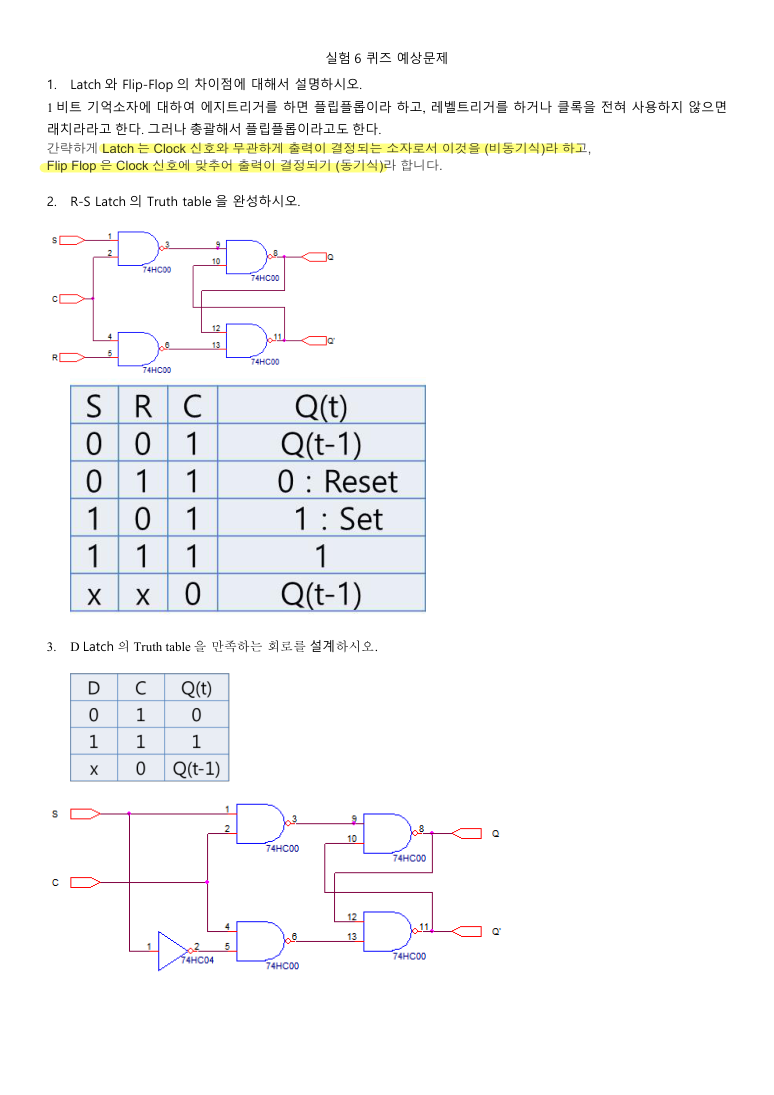 실험 6 퀴즈 예상문제
1. Latch 와 Flip-Flop 의 차이점에 대해서 설명하시오.
1 비트 기억소자에 대하여 에지트리거를 하면 플립플롭이라 하고, 레벨트리거를 하거나 클록을 전혀 사용하지 않으면
래치라라고 한다. 그러나 총괄해서 플립플롭이라고도 한다.
간략하게 Latch 는 Clock 신호와 무관하게 출력이 결정되는 소자로서 이것을 (비동기식)라 하고,
Flip Flop 은 Clock 신호에 맞추어 출력이 결정되기 (동기식)라 합니다.
2. R-S Latch 의 Truth table 을 완성하시오.
S 1 3 9 8 Q
2 74HC00 10 74HC00
C
4 6 12 11 Q'
R 5 74HC00 13 74HC00
S R C Q(t)
0 0 1 Q(t-1)
0 1 1 0 : Reset
1 0 1 1 : Set
1 1 1 1
x x 0 Q(t-1)
3. D Latch 의 Truth table 을 만족하는 회로를 설계하시오.
D C Q(t)
0 1 0
1 1 1
x 0 Q(t-1)
S 1 3 9 8 Q
2 74HC00 10 74HC00
C
4 6 12 11 Q'
1 2 5 74HC00 13 74HC00
74HC04